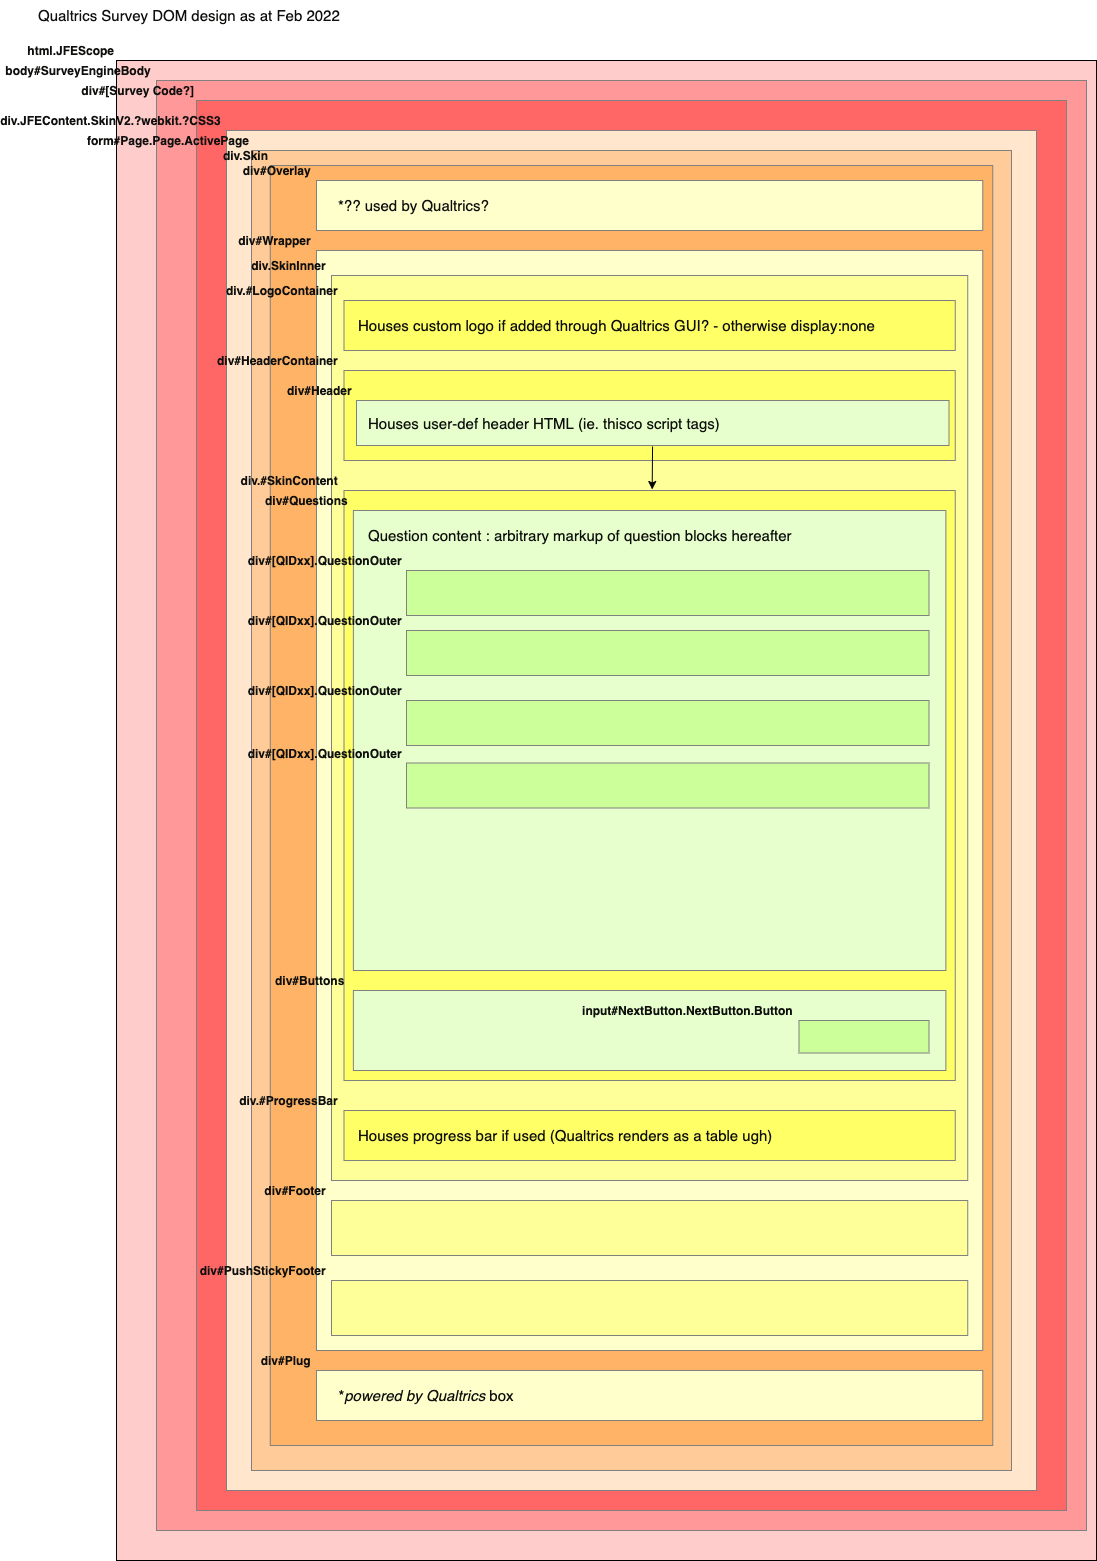 Qualtrics Survey DOM design as at Feb 2022
html.JFEScope
body#SurveyEngineBody
div#[Survey Code?]
div.JFEContent.SkinV2.?webkit.?CSS3
form#Page.Page.ActivePage
div.Skin
div#Overlay
*?? used by Qualtrics?
div#Wrapper
div.SkinInner
div.#LogoContainer
Houses custom logo if added through Qualtrics GUI? - otherwise display:none
div#HeaderContainer
div#Header
Houses user-def header HTML (ie. thisco script tags)
div.#SkinContent
div#Questions
Question content : arbitrary markup of question blocks hereafter
div#[QIDxx].QuestionOuter
div#[QIDxx].QuestionOuter
div#[QIDxx].QuestionOuter
div#[QIDxx].QuestionOuter
div#Buttons
input#NextButton.NextButton.Button
div.#ProgressBar
Houses progress bar if used (Qualtrics renders as a table ugh)
div#Footer
div#PushStickyFooter
div#Plug
*powered by Qualtrics box